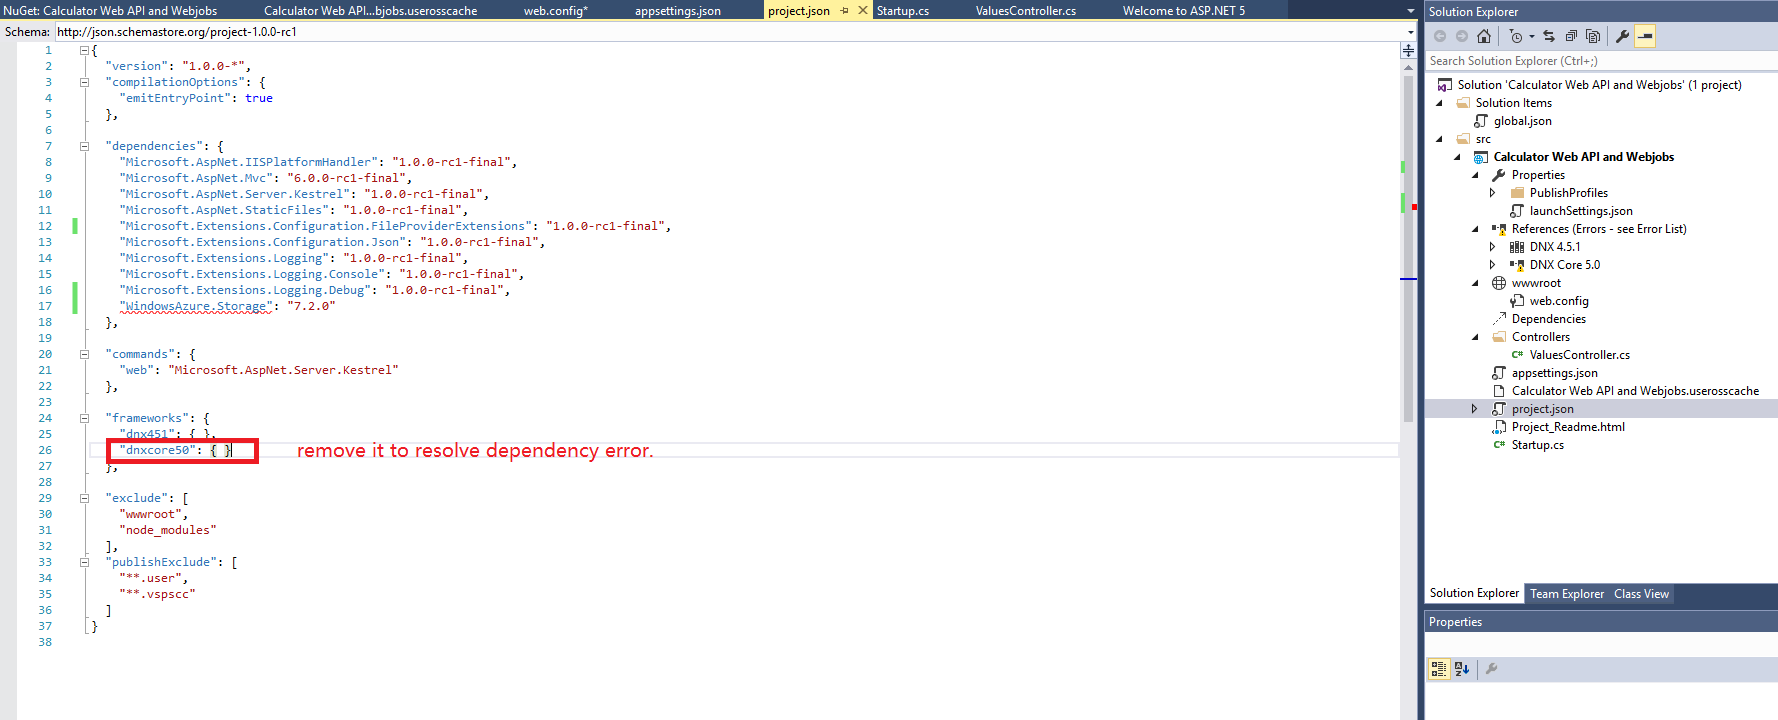 NuGet: Calculator Web API and Webjobs
Calculator Web API...bjobs.userosscache
web.config*
appsettings.json
project.json
Startup.cs
ValuesController.cs
Welcome to ASP.NET 5
Schema: http://json.schemastore.org/project-1.0.0-rc1
1 {
2 "version": "1.0.0-*",
3 "compilationOptions": {
4 "emitEntryPoint": true
5 },
6
7 "dependencies": {
8 "Microsoft.AspNet.IISPlatformHandler": "1.0.0-rc1-final",
9 "Microsoft.AspNet.Mvc": "6.0.0-rc1-final",
10 "Microsoft.AspNet.Server.Kestrel": "1.0.0-rc1-final",
11 "Microsoft.AspNet.StaticFiles": "1.0.0-rc1-final",
12 "Microsoft.Extensions.Configuration.FileProviderExtensions": "1.0.0-rc1-final",
13 "Microsoft.Extensions.Configuration.Json": "1.0.0-rc1-final",
14 "Microsoft.Extensions.Logging": "1.0.0-rc1-final",
15 "Microsoft.Extensions.Logging.Console": "1.0.0-rc1-final",
16 "Microsoft.Extensions.Logging.Debug": "1.0.0-rc1-final",
17 "WindowsAzure.Storage": "7.2.0"
18 },
19
20 "commands": {
21 "web": "Microsoft.AspNet.Server.Kestrel"
22 },
23
24 "frameworks": {
25 "dnx451": { },
26 "dnxcore50": { } remove it to resolve dependency error.
27 },
28
29 "exclude": [
30 "wwwroot",
31 "node_modules"
32 ],
33 "publishExclude": [
34 "**.user",
35 "**.vspscc"
36 ]
37 }
38
Solution Explorer
Search Solution Explorer (Ctrl+;)
Solution 'Calculator Web API and Webjobs' (1 project)
Solution Items
global.json
src
Calculator Web API and Webjobs
Properties
PublishProfiles
launchSettings.json
References (Errors - see Error List)
DNX 4.5.1
DNX Core 5.0
wwwroot
web.config
Dependencies
Controllers
C# ValuesController.cs
appsettings.json
Calculator Web API and Webjobs.userosscache
project.json
Project_Readme.html
C# Startup.cs
Solution Explorer Team Explorer Class View
Properties